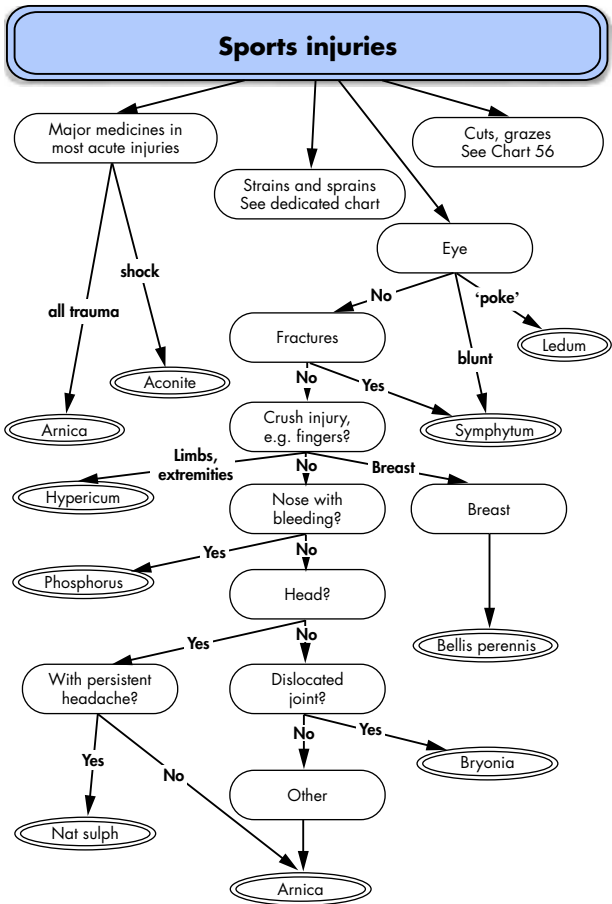 Sports injuries
Major medicines in
most acute injuries
Cuts, grazes
See Chart 56
Strains and sprains
See dedicated chart
Eye
shock
No
'poke'
all trauma
Fractures
Ledum
blunt
Aconite
No
Yes
Arnica
Crush injury,
e.g. fingers?
Symphytum
Limbs,
extremities
No
Breast
Hypericum
Nose with
bleeding?
Breast
Yes
No
Phosphorus
Head?
Bellis perennis
Yes
No
With persistent
headache?
Dislocated
joint?
Yes
No
Yes
No
Bryonia
Other
Nat sulph
Arnica